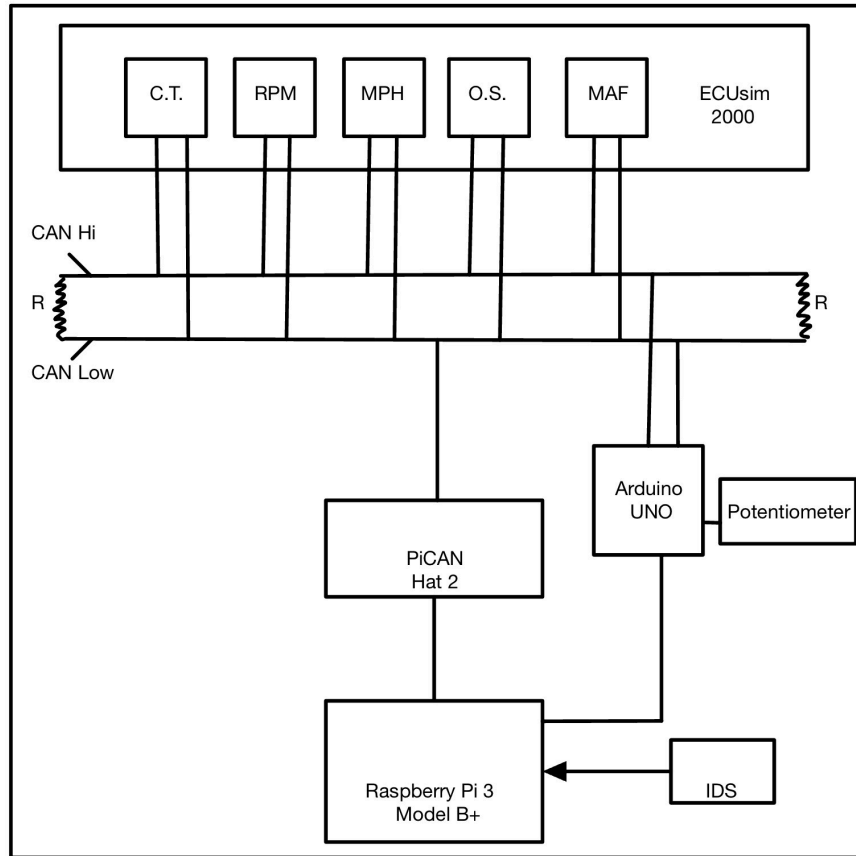 C.T.
RPM
MPH
O.S.
MAF
ECUsim
2000
CAN Hi
R
R
CAN Low
Arduino
UNO
Potentiometer
PiCAN
Hat 2
Raspberry Pi 3
Model B+
IDS